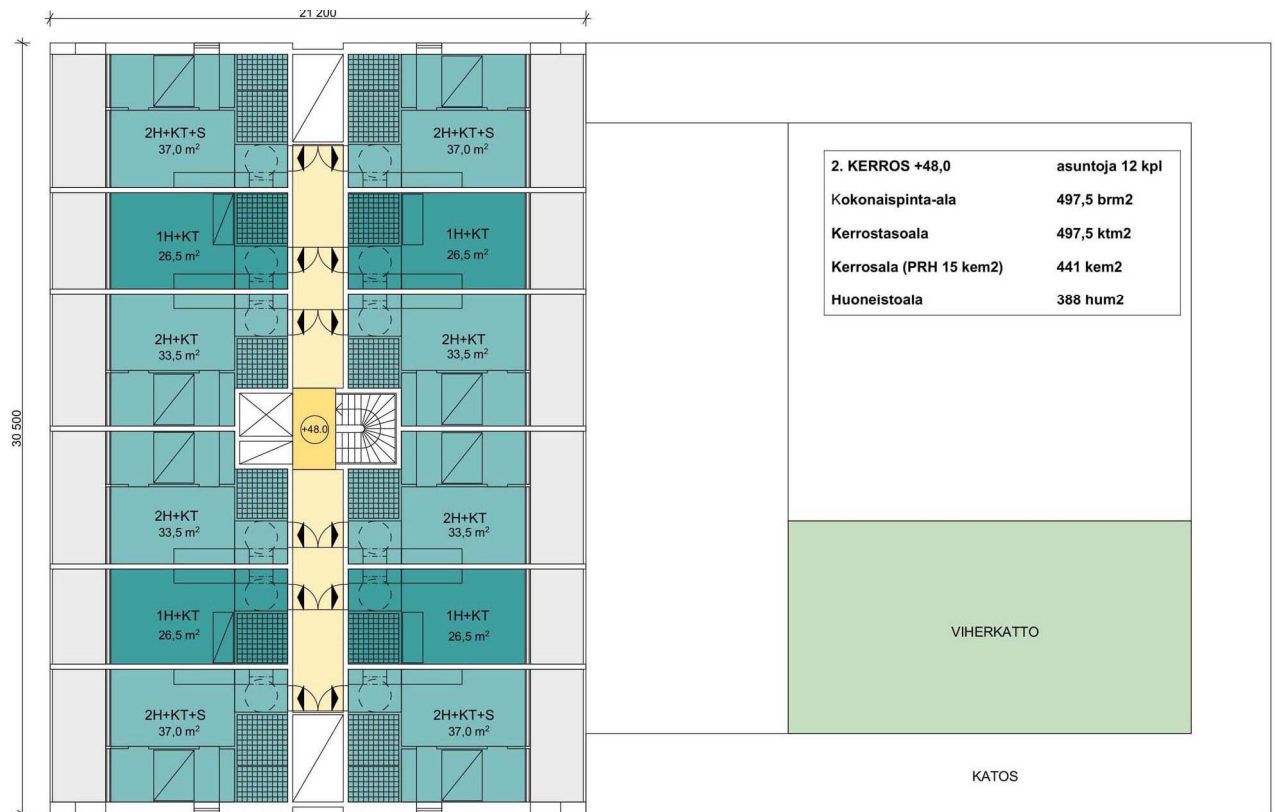 21 200
30 500
2H+KT+S
37,0 m²
2H+KT+S
37,0 m²
1H+KT
26,5 m²
1H+KT
26,5 m²
2H+KT
33,5 m²
2H+KT
33,5 m²
+48.0
2H+KT
33,5 m²
2H+KT
33,5 m²
1H+KT
26,5 m²
1H+KT
26,5 m²
2H+KT+S
37,0 m²
2H+KT+S
37,0 m²
2. KERROS +48,0 asuntoja 12 kpl
Kokonaispinta-ala 497,5 brm2
Kerrostasoala 497,5 ktm2
Kerrosala (PRH 15 kem2) 441 kem2
Huoneistoala 388 hum2
VIHERKATTO
KATOS